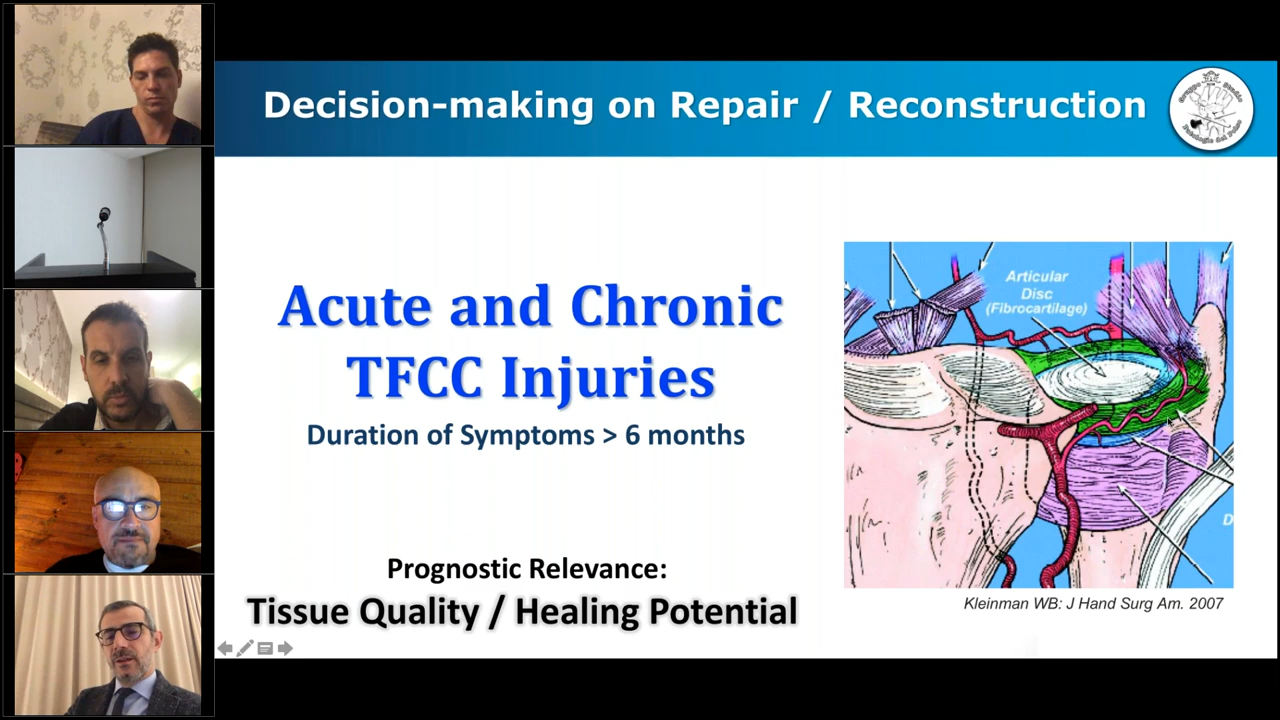 Decision-making on Repair / Reconstruction
Acute and Chronic
TFCC Injuries
Duration of Symptoms > 6 months
Prognostic Relevance:
Tissue Quality / Healing Potential
Articular
Disc
(Fibrocartilage)
D
Kleinman WB: J Hand Surg Am. 2007